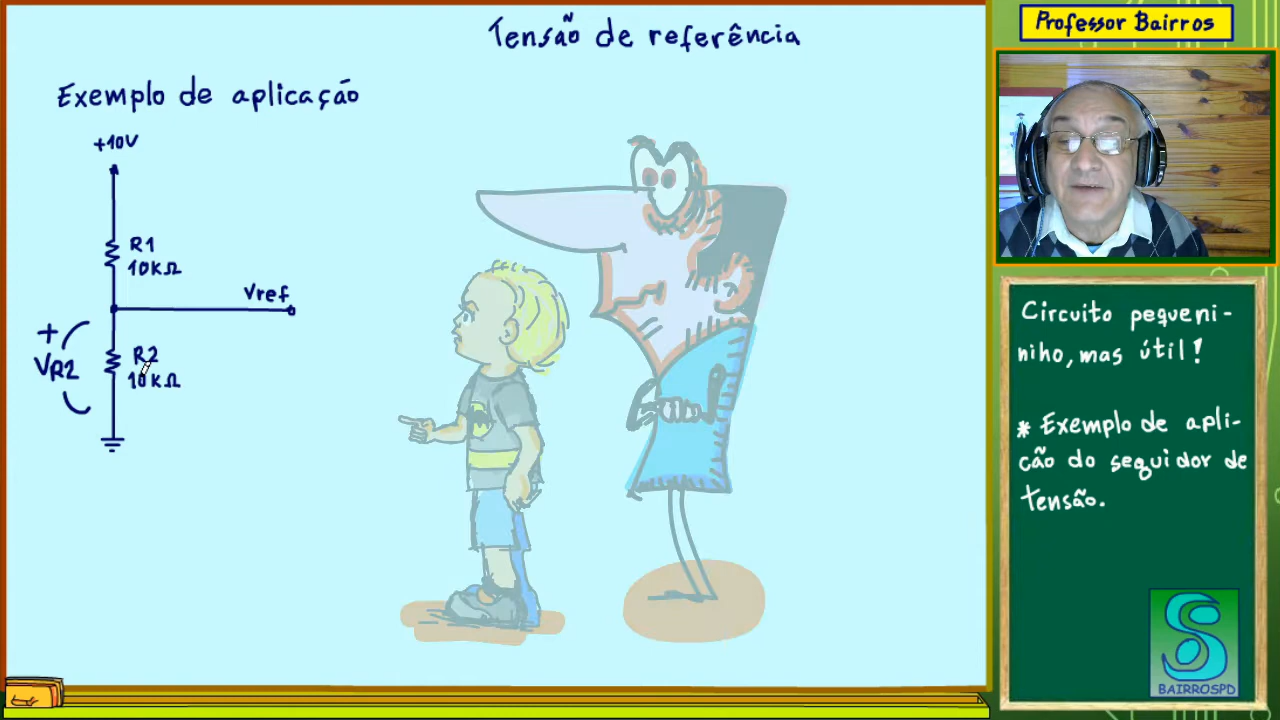 Tensão de referência
Professor Bairros
Exemplo de aplicação
+10V
R1
10KΩ
Vref
+
VR2
R2
10KΩ
Circuito pequeni-
ninho, mas útil!
* Exemplo de apli-
cão do seguidor de
tensão.
BAIRROSPD